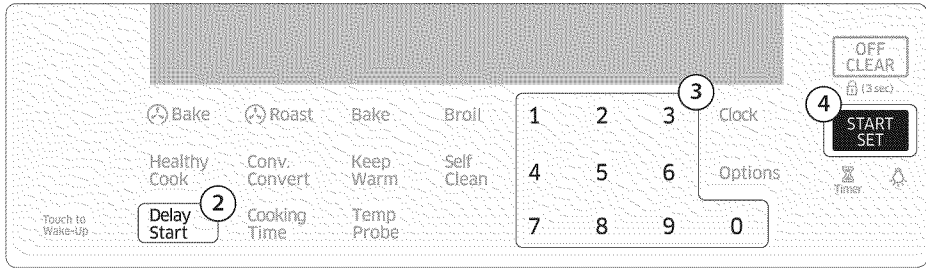 OFF
CLEAR
(3 sec)
3
4
Bake Roast Bake Broil 1 2 3 Clock
START
SET
Healthy
Cook
Conv.
Convert
Keep
Warm
Self
Clean
4 5 6 Options
Timer
2
Touch to
Wake-Up
Delay
Start
Cooking
Time
Temp
Probe
7 8 9 0